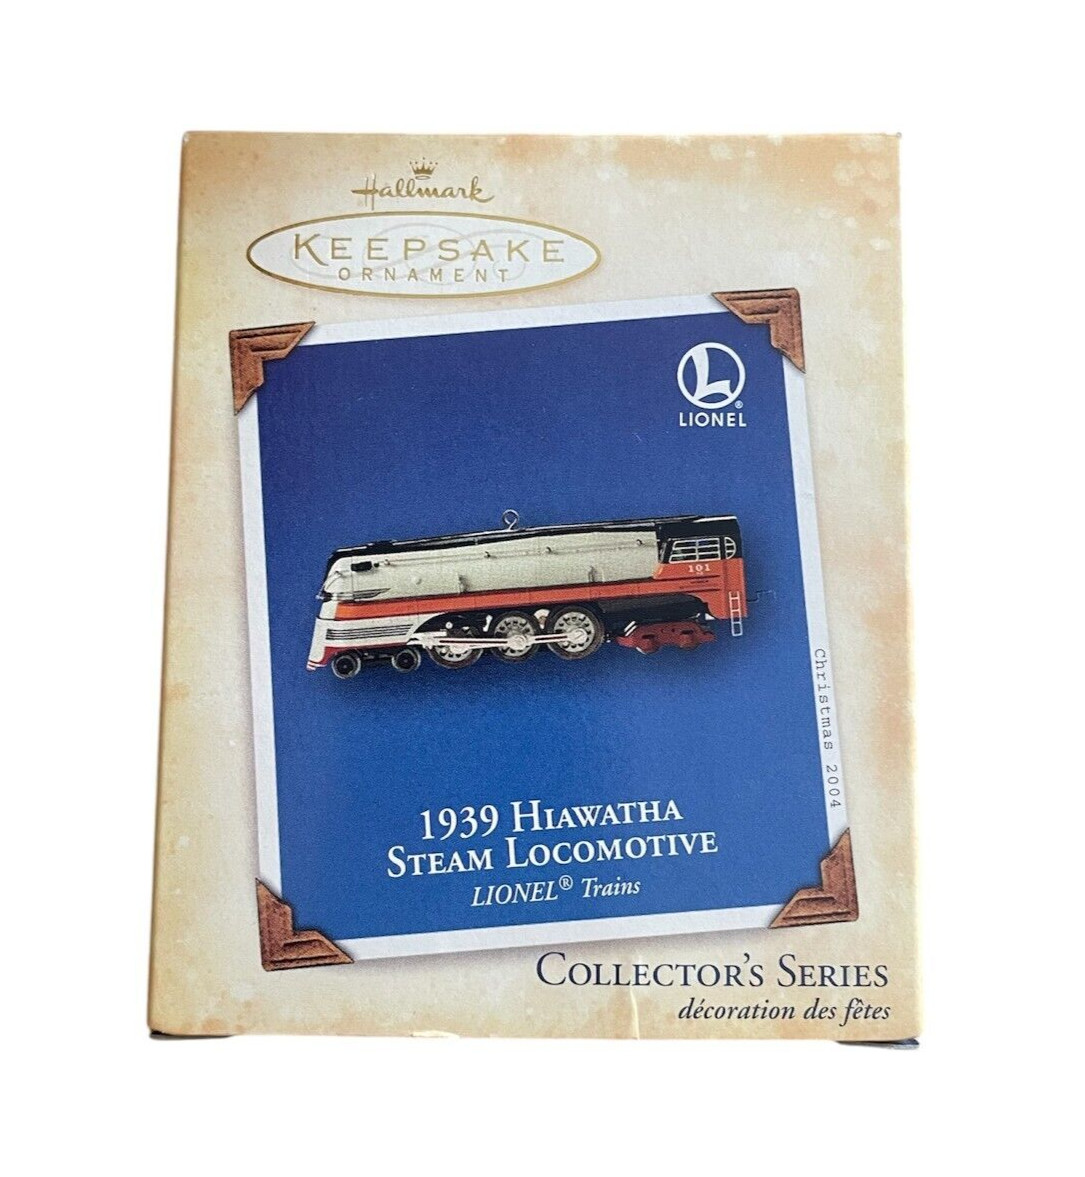 Hallmark
KEEPSAKE
ORNAMENT
L
®
LIONEL
101
Christmas 2004
1939 HIAWATHA
STEAM LOCOMOTIVE
LIONEL® Trains
COLLECTOR'S SERIES
décoration des fêtes